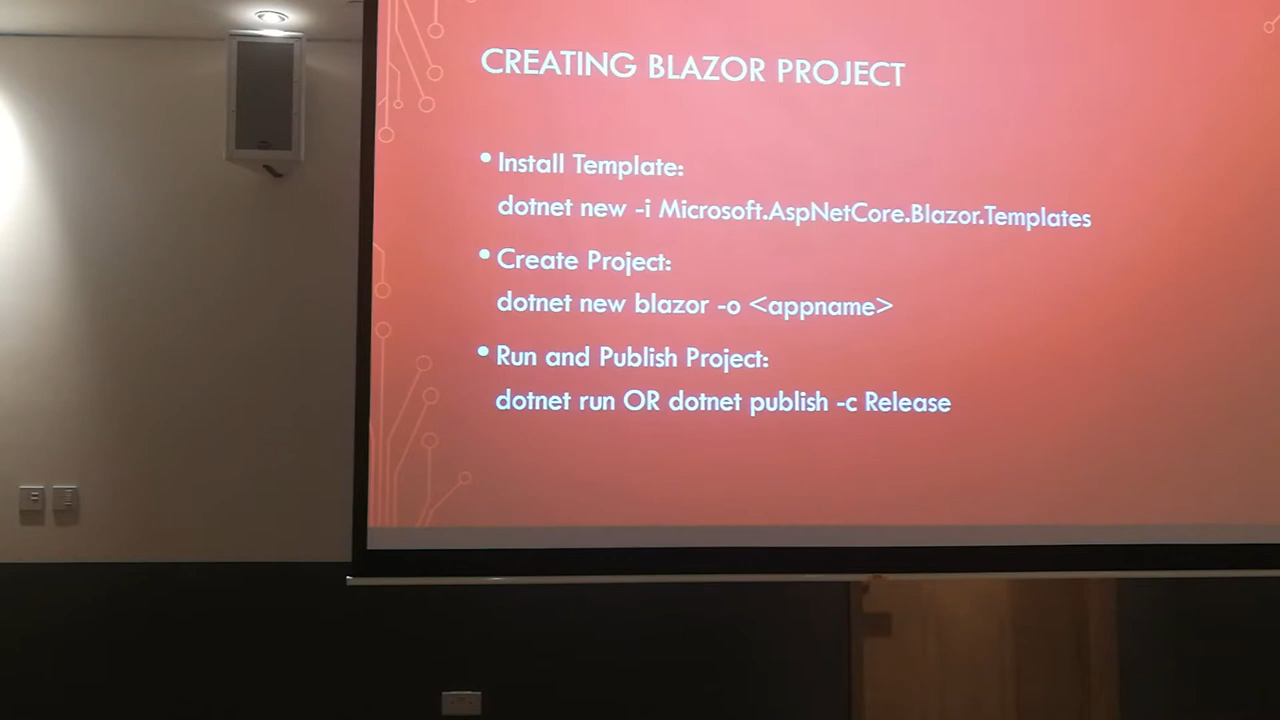 CREATING BLAZOR PROJECT
• Install Template:
dotnet new -i Microsoft.AspNetCore.Blazor.Templates
• Create Project:
dotnet new blazor -o <appname>
• Run and Publish Project:
dotnet run OR dotnet publish -c Release